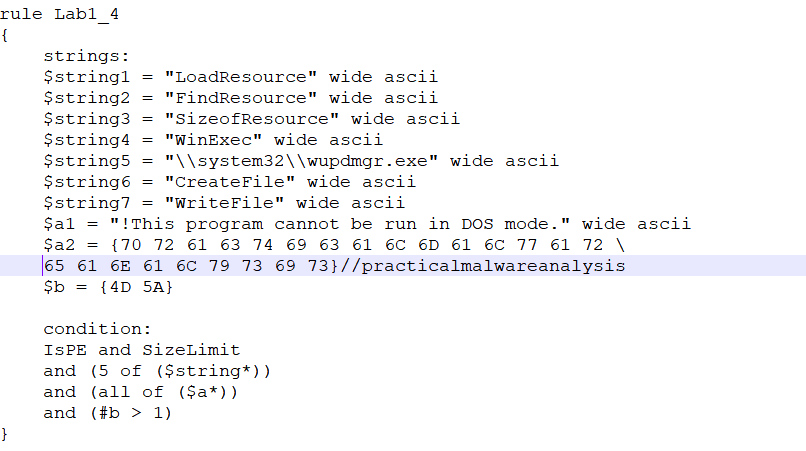 rule Lab1_4
{
strings:
$string1 = "LoadResource" wide ascii
$string2 = "FindResource" wide ascii
$string3 = "SizeofResource" wide ascii
$string4 = "WinExec" wide ascii
$string5 = "\\system32\\wupdmgr.exe" wide ascii
$string6 = "CreateFile" wide ascii
$string7 = "WriteFile" wide ascii
$a1 = "!This program cannot be run in DOS mode." wide ascii
$a2 = {70 72 61 63 74 69 63 61 6C 6D 61 6C 77 61 72 \
65 61 6E 61 6C 79 73 69 73}//practicalmalwareanalysis
$b = {4D 5A}
condition:
IsPE and SizeLimit
and (5 of ($string*))
and (all of ($a*))
and (#b > 1)
}